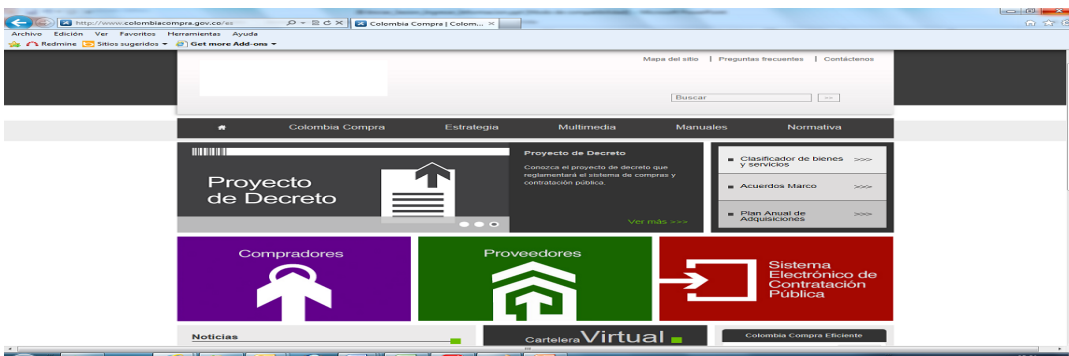 http://www.colombiacompra.gov.co/es
Colombia Compra | Colom...
Archivo Edición Ver Favoritos Herramientas Ayuda
Redmine Sitios sugeridos Get more Add-ons
Mapa del sitio | Preguntas frecuentes | Contáctenos
Buscar >>
Colombia Compra Estrategia Multimedia Manuales Normativa
Proyecto
de Decreto
Proyecto de Decreto
Conozca el proyecto de decreto que
reglamentará el sistema de compras y
contratación pública.
Ver más >>>
Clasificador de bienes
y servicios >>>
Acuerdos Marco >>>
Plan Anual de
Adquisiciones >>>
Compradores
Proveedores
Sistema
Electrónico de
Contratación
Pública
Noticias
Cartelera Virtual
Colombia Compra Eficiente